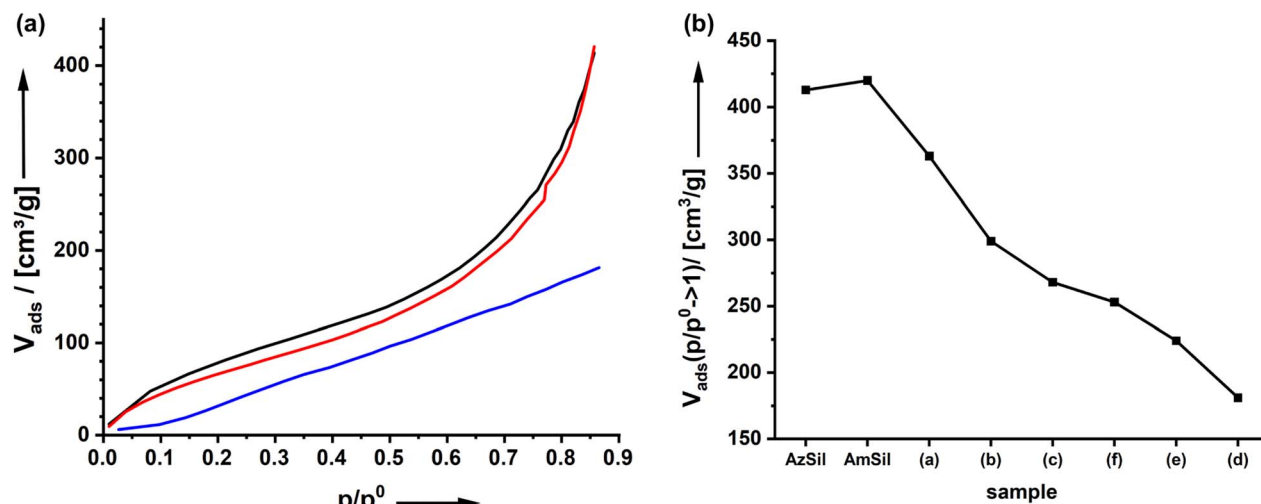 (a)
V_ads / [cm³/g]
400
300
200
100
0
0.0 0.1 0.2 0.3 0.4 0.5 0.6 0.7 0.8 0.9
p/p⁰
(b)
V_ads(p/p⁰->1)/ [cm³/g]
450
400
350
300
250
200
150
AzSil AmSil (a) (b) (c) (f) (e) (d)
sample